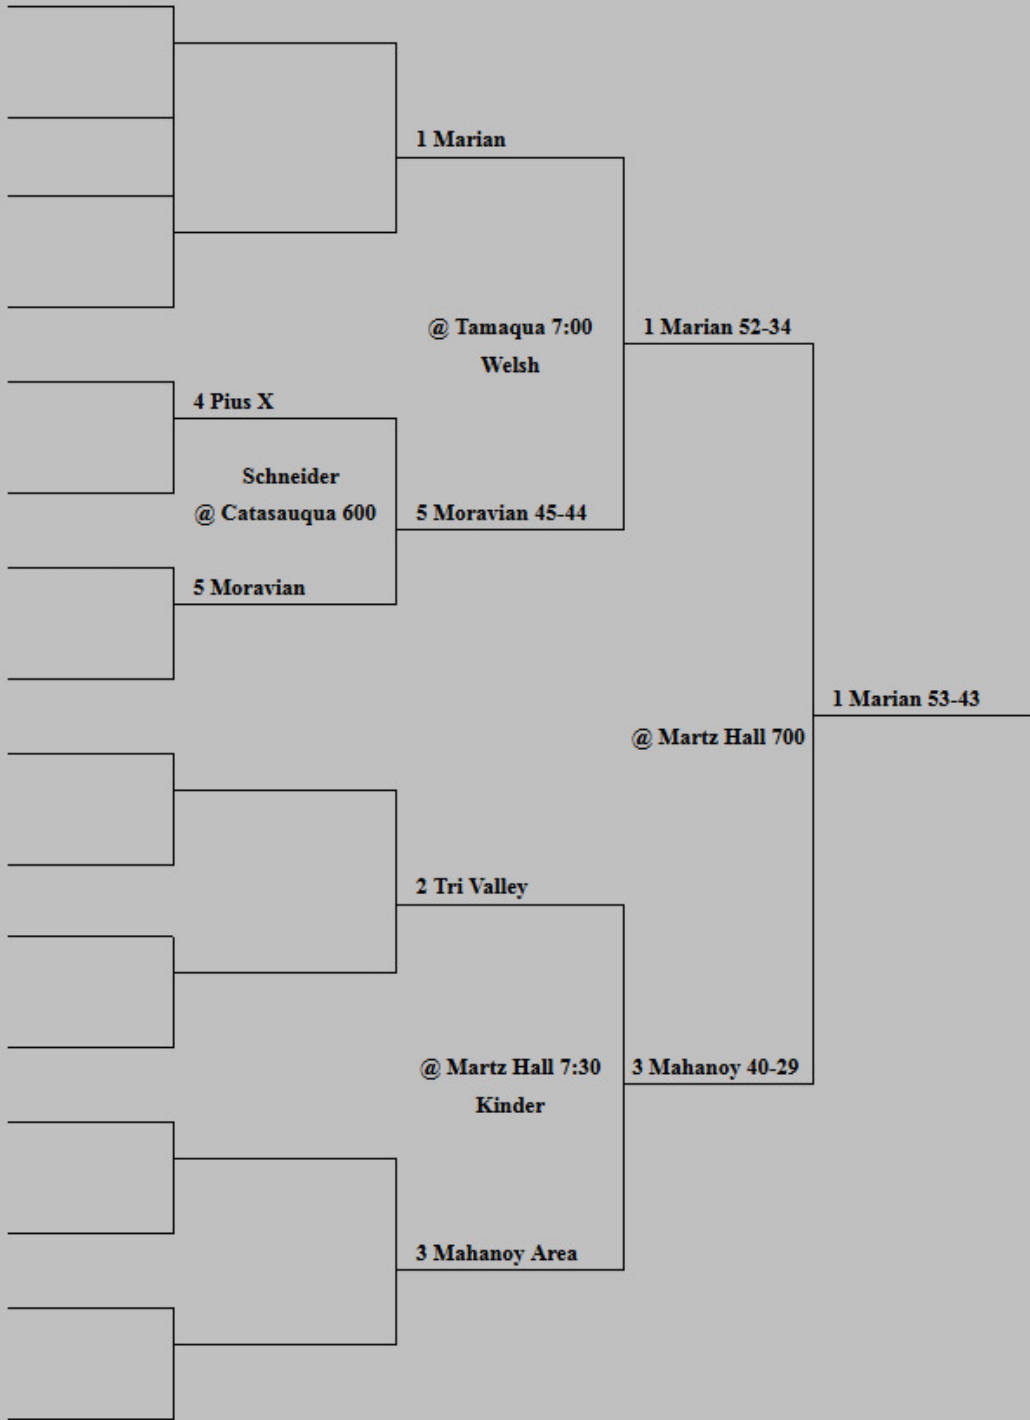 1 Marian
@ Tamaqua 7:00
Welsh
1 Marian 52-34
4 Pius X
Schneider
@ Catasauqua 600
5 Moravian 45-44
5 Moravian
1 Marian 53-43
@ Martz Hall 700
2 Tri Valley
@ Martz Hall 7:30
Kinder
3 Mahanoy 40-29
3 Mahanoy Area